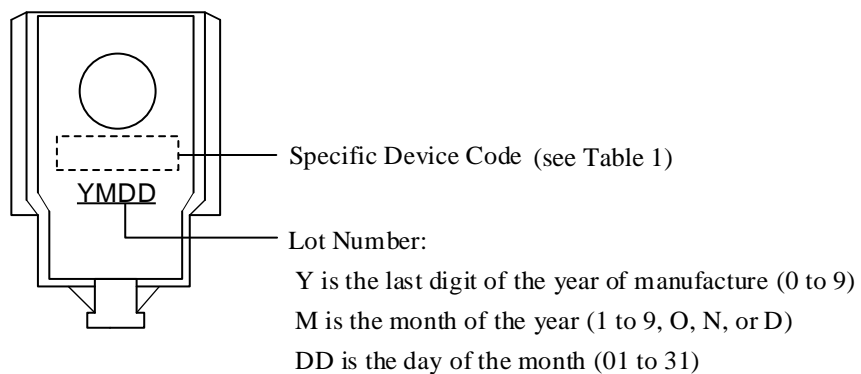 Specific Device Code (see Table 1)
YMDD
Lot Number:
Y is the last digit of the year of manufacture (0 to 9)
M is the month of the year (1 to 9, O, N, or D)
DD is the day of the month (01 to 31)